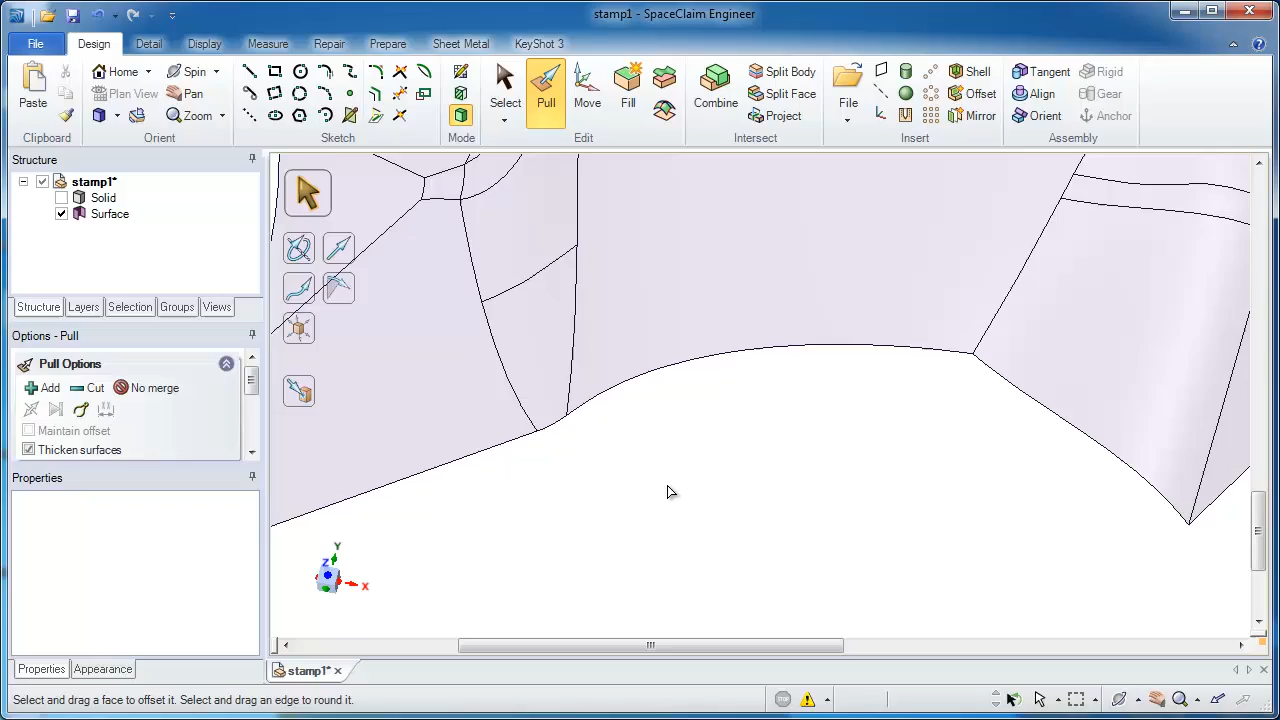 stamp1 - SpaceClaim Engineer
File Design Detail Display Measure Repair Prepare Sheet Metal KeyShot 3
Paste
Clipboard
Home Spin
Plan View Pan
Zoom
Orient
Sketch
Mode
Select Pull Move Fill
Edit
Combine
Split Body
Split Face
Project
Intersect
File
Shell
Offset
Mirror
Insert
Tangent Rigid
Align Gear
Orient Anchor
Assembly
Structure
stamp1*
Solid
Surface
Structure Layers Selection Groups Views
Options - Pull
Pull Options
Add Cut No merge
Maintain offset
Thicken surfaces
Properties
Y
Z
X
Properties Appearance
stamp1*
Select and drag a face to offset it. Select and drag an edge to round it.